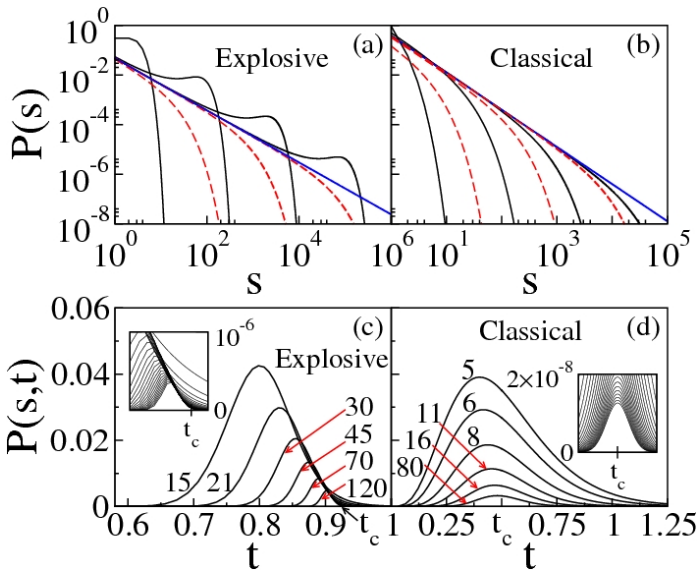 10^0
10^-2
10^-4
10^-6
10^-8
P(s)
Explosive
(a)
Classical
(b)
10^0
10^2
10^4
10^6
10^1
10^3
10^5
s
s
0.06
0.04
0.02
0
P(s,t)
10^-6
0
t_c
(c)
Explosive
30
45
70
120
15
21
t_c
Classical
(d)
5
2×10^-8
6
11
8
16
80
0
t_c
0.6
0.7
0.8
0.9
1
0.25
t_c
0.75
1
1.25
t
t